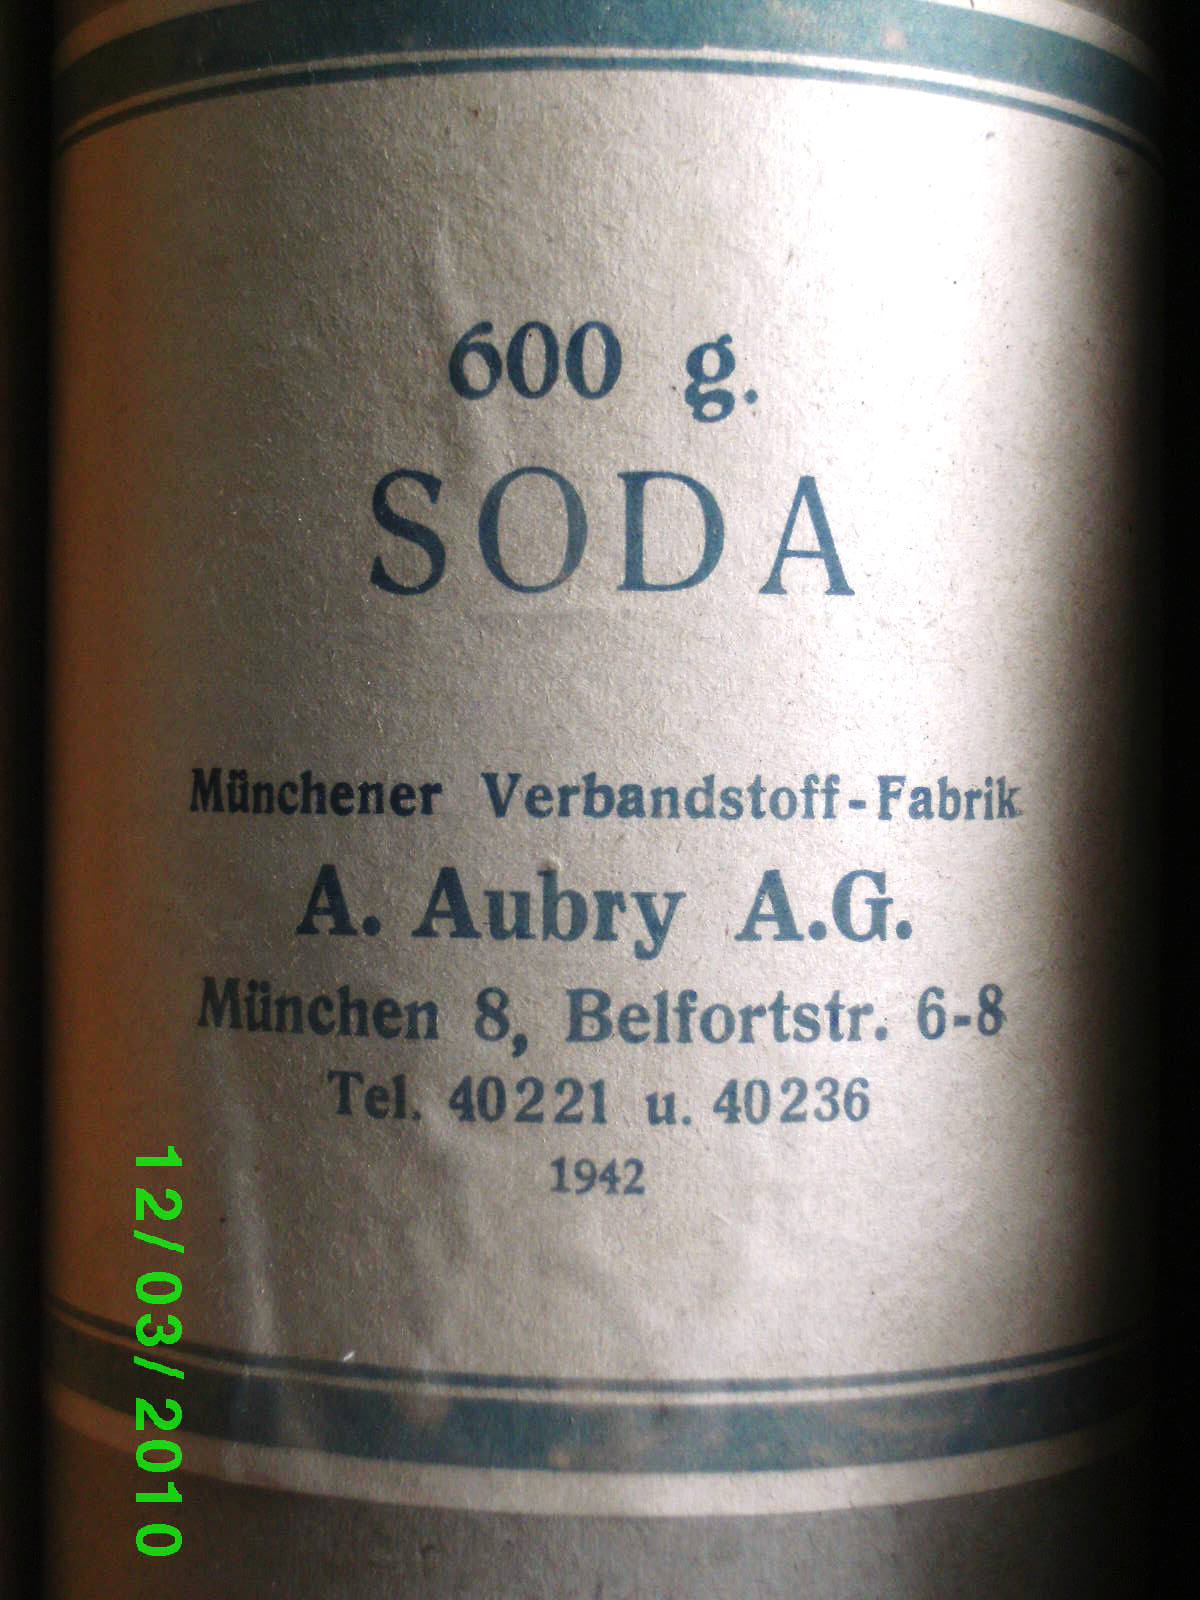 600 g.
SODA
Münchener Verbandstoff-Fabrik
A. Aubry A.G.
München 8, Belfortstr. 6-8
Tel. 40221 u. 40236
1942
12/03/2010